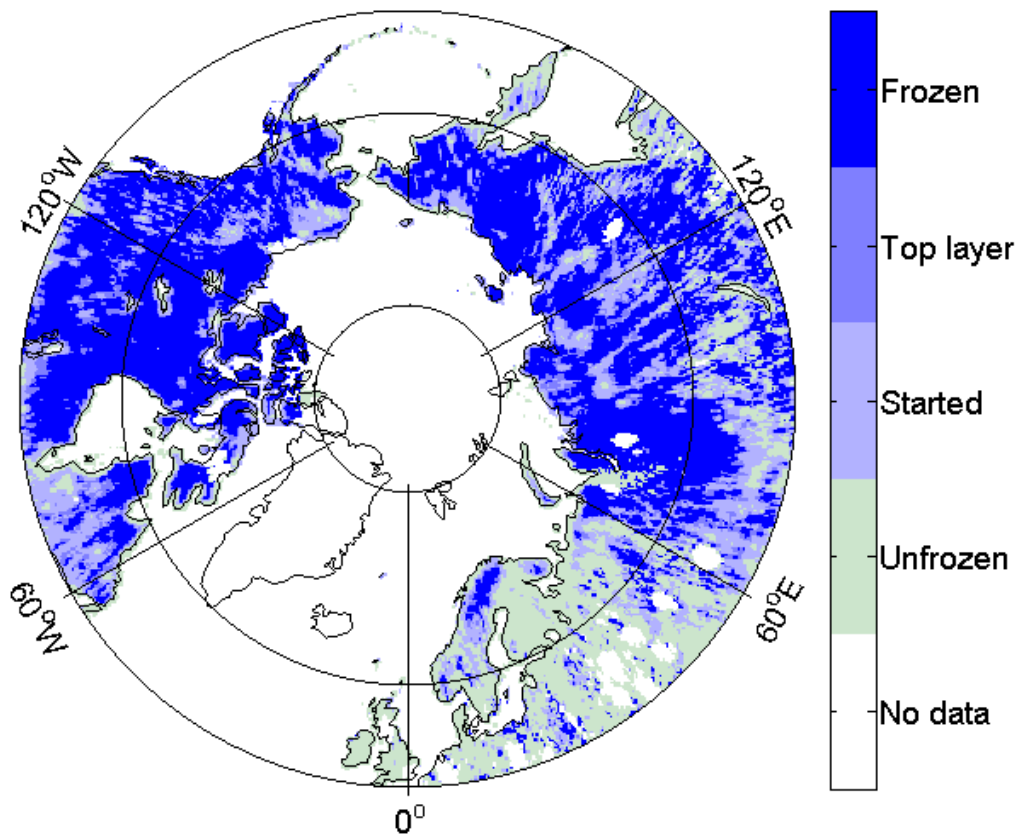 120°W
120°E
60°W
60°E
0°
Frozen
Top layer
Started
Unfrozen
No data